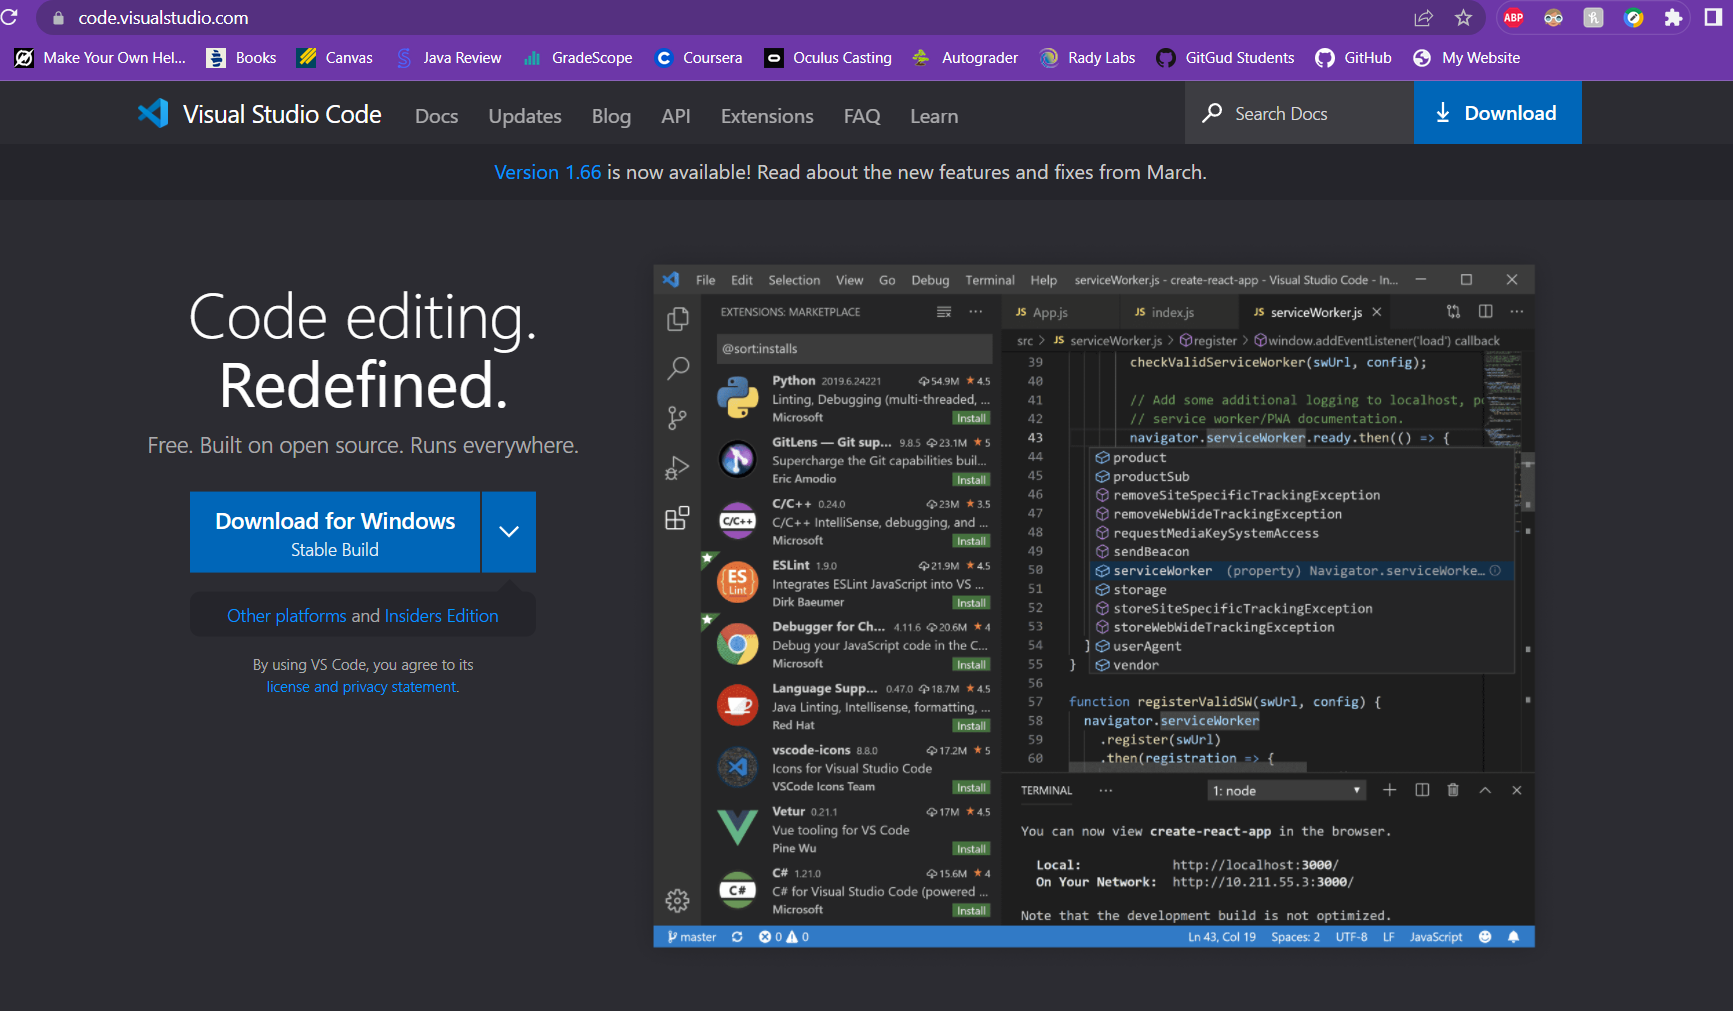 code.visualstudio.com
ABP
Make Your Own Hel... Books Canvas Java Review GradeScope Coursera Oculus Casting Autograder Rady Labs GitGud Students GitHub My Website
Visual Studio Code Docs Updates Blog API Extensions FAQ Learn Search Docs Download
Version 1.66 is now available! Read about the new features and fixes from March.
Code editing.
Redefined.
Free. Built on open source. Runs everywhere.
Download for Windows
Stable Build
Other platforms and Insiders Edition
By using VS Code, you agree to its
license and privacy statement.
File Edit Selection View Go Debug Terminal Help serviceWorker.js - create-react-app - Visual Studio Code - In...
EXTENSIONS: MARKETPLACE ...
@sort:installs
Python 2019.6.24221 54.9M 4.5
Linting, Debugging (multi-threaded, ...
Microsoft Install
GitLens — Git sup... 9.8.5 23.1M 5
Supercharge the Git capabilities buil...
Eric Amodio Install
C/C++
C/C++ 0.24.0 23M 3.5
C/C++ IntelliSense, debugging, and ...
Microsoft Install
ES
Lint
ESLint 1.9.0 21.9M 4.5
Integrates ESLint JavaScript into VS ...
Dirk Baeumer Install
Debugger for Ch... 4.11.6 20.6M 4
Debug your JavaScript code in the C...
Microsoft Install
Language Supp... 0.47.0 18.7M 4.5
Java Linting, Intellisense, formatting, ...
Red Hat Install
vscode-icons 8.8.0 17.2M 5
Icons for Visual Studio Code
VSCode Icons Team Install
Vetur 0.21.1 17M 4.5
Vue tooling for VS Code
Pine Wu Install
C#
C# 1.21.0 15.6M 4
C# for Visual Studio Code (powered ...
Microsoft Install
JS App.js JS index.js JS serviceWorker.js ...
src > JS serviceWorker.js > register > window.addEventListener('load') callback
39 checkValidServiceWorker(swUrl, config);
40
41 // Add some additional logging to localhost, po
42 // service worker/PWA documentation.
43 navigator.serviceWorker.ready.then(() => {
44 product
45 productSub
46 removeSiteSpecificTrackingException
47 removeWebWideTrackingException
48 requestMediaKeySystemAccess
49 sendBeacon
50 serviceWorker (property) Navigator.serviceWorke...
51 storage
52 storeSiteSpecificTrackingException
53 storeWebWideTrackingException
54 } userAgent
55 } vendor
56
57 function registerValidSW(swUrl, config) {
58 navigator.serviceWorker
59 .register(swUrl)
60 .then(registration => {
TERMINAL ... 1: node
You can now view create-react-app in the browser.
Local: http://localhost:3000/
On Your Network: http://10.211.55.3:3000/
Note that the development build is not optimized.
master 0 0 Ln 43, Col 19 Spaces: 2 UTF-8 LF JavaScript